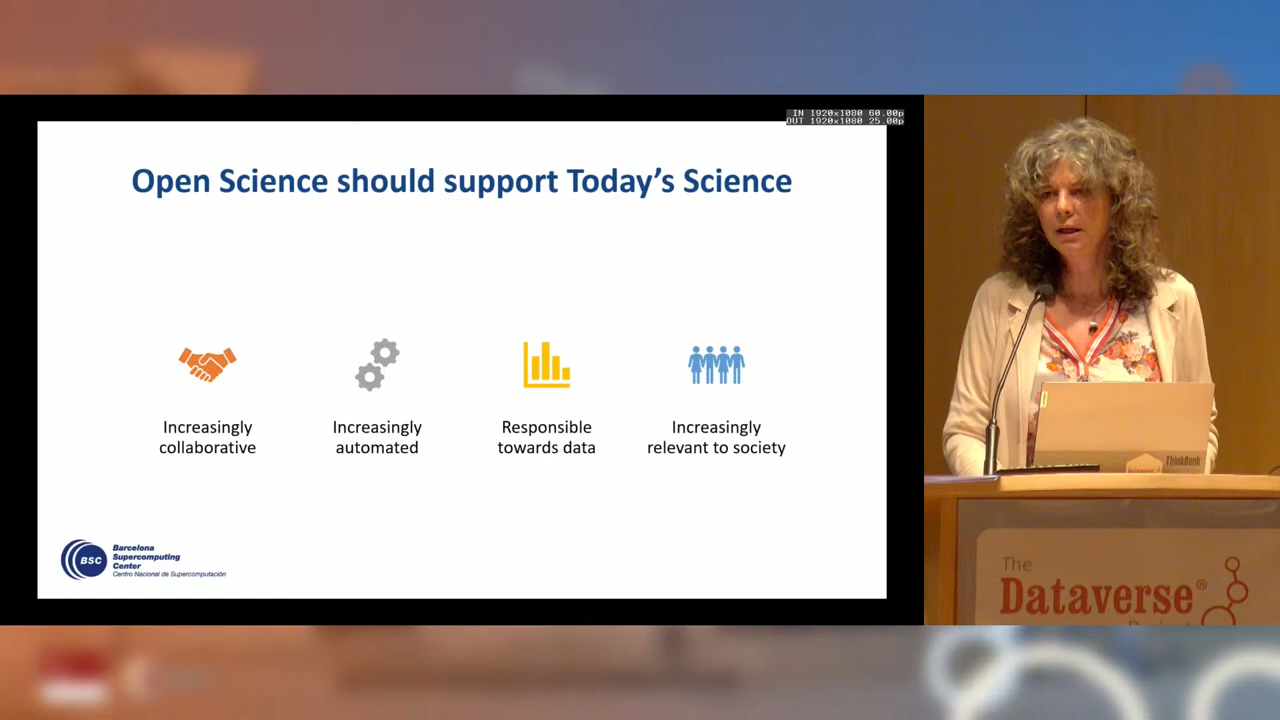 IN 1920x1080 60.00p
OUT 1920x1080 25.00p
Open Science should support Today's Science
Increasingly
collaborative
Increasingly
automated
Responsible
towards data
Increasingly
relevant to society
BSC
Barcelona
Supercomputing
Center
Centro Nacional de Supercomputación
ThinkBook
The
Dataverse®
Project